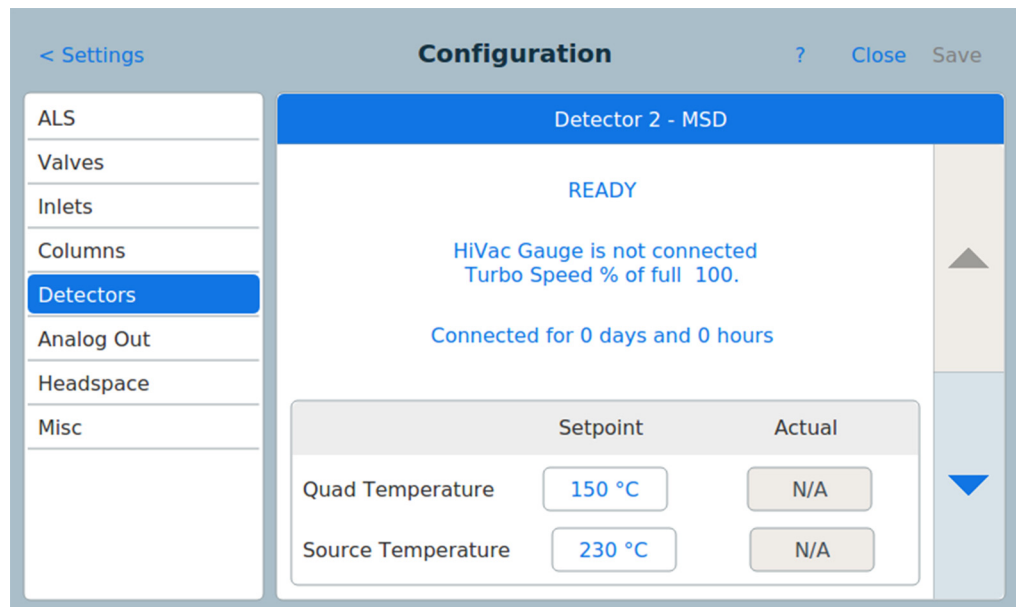 < Settings Configuration ? Close Save
ALS
Valves
Inlets
Columns
Detectors
Analog Out
Headspace
Misc
Detector 2 - MSD
READY
HiVac Gauge is not connected
Turbo Speed % of full 100.
Connected for 0 days and 0 hours
Setpoint Actual
Quad Temperature 150 °C N/A
Source Temperature 230 °C N/A